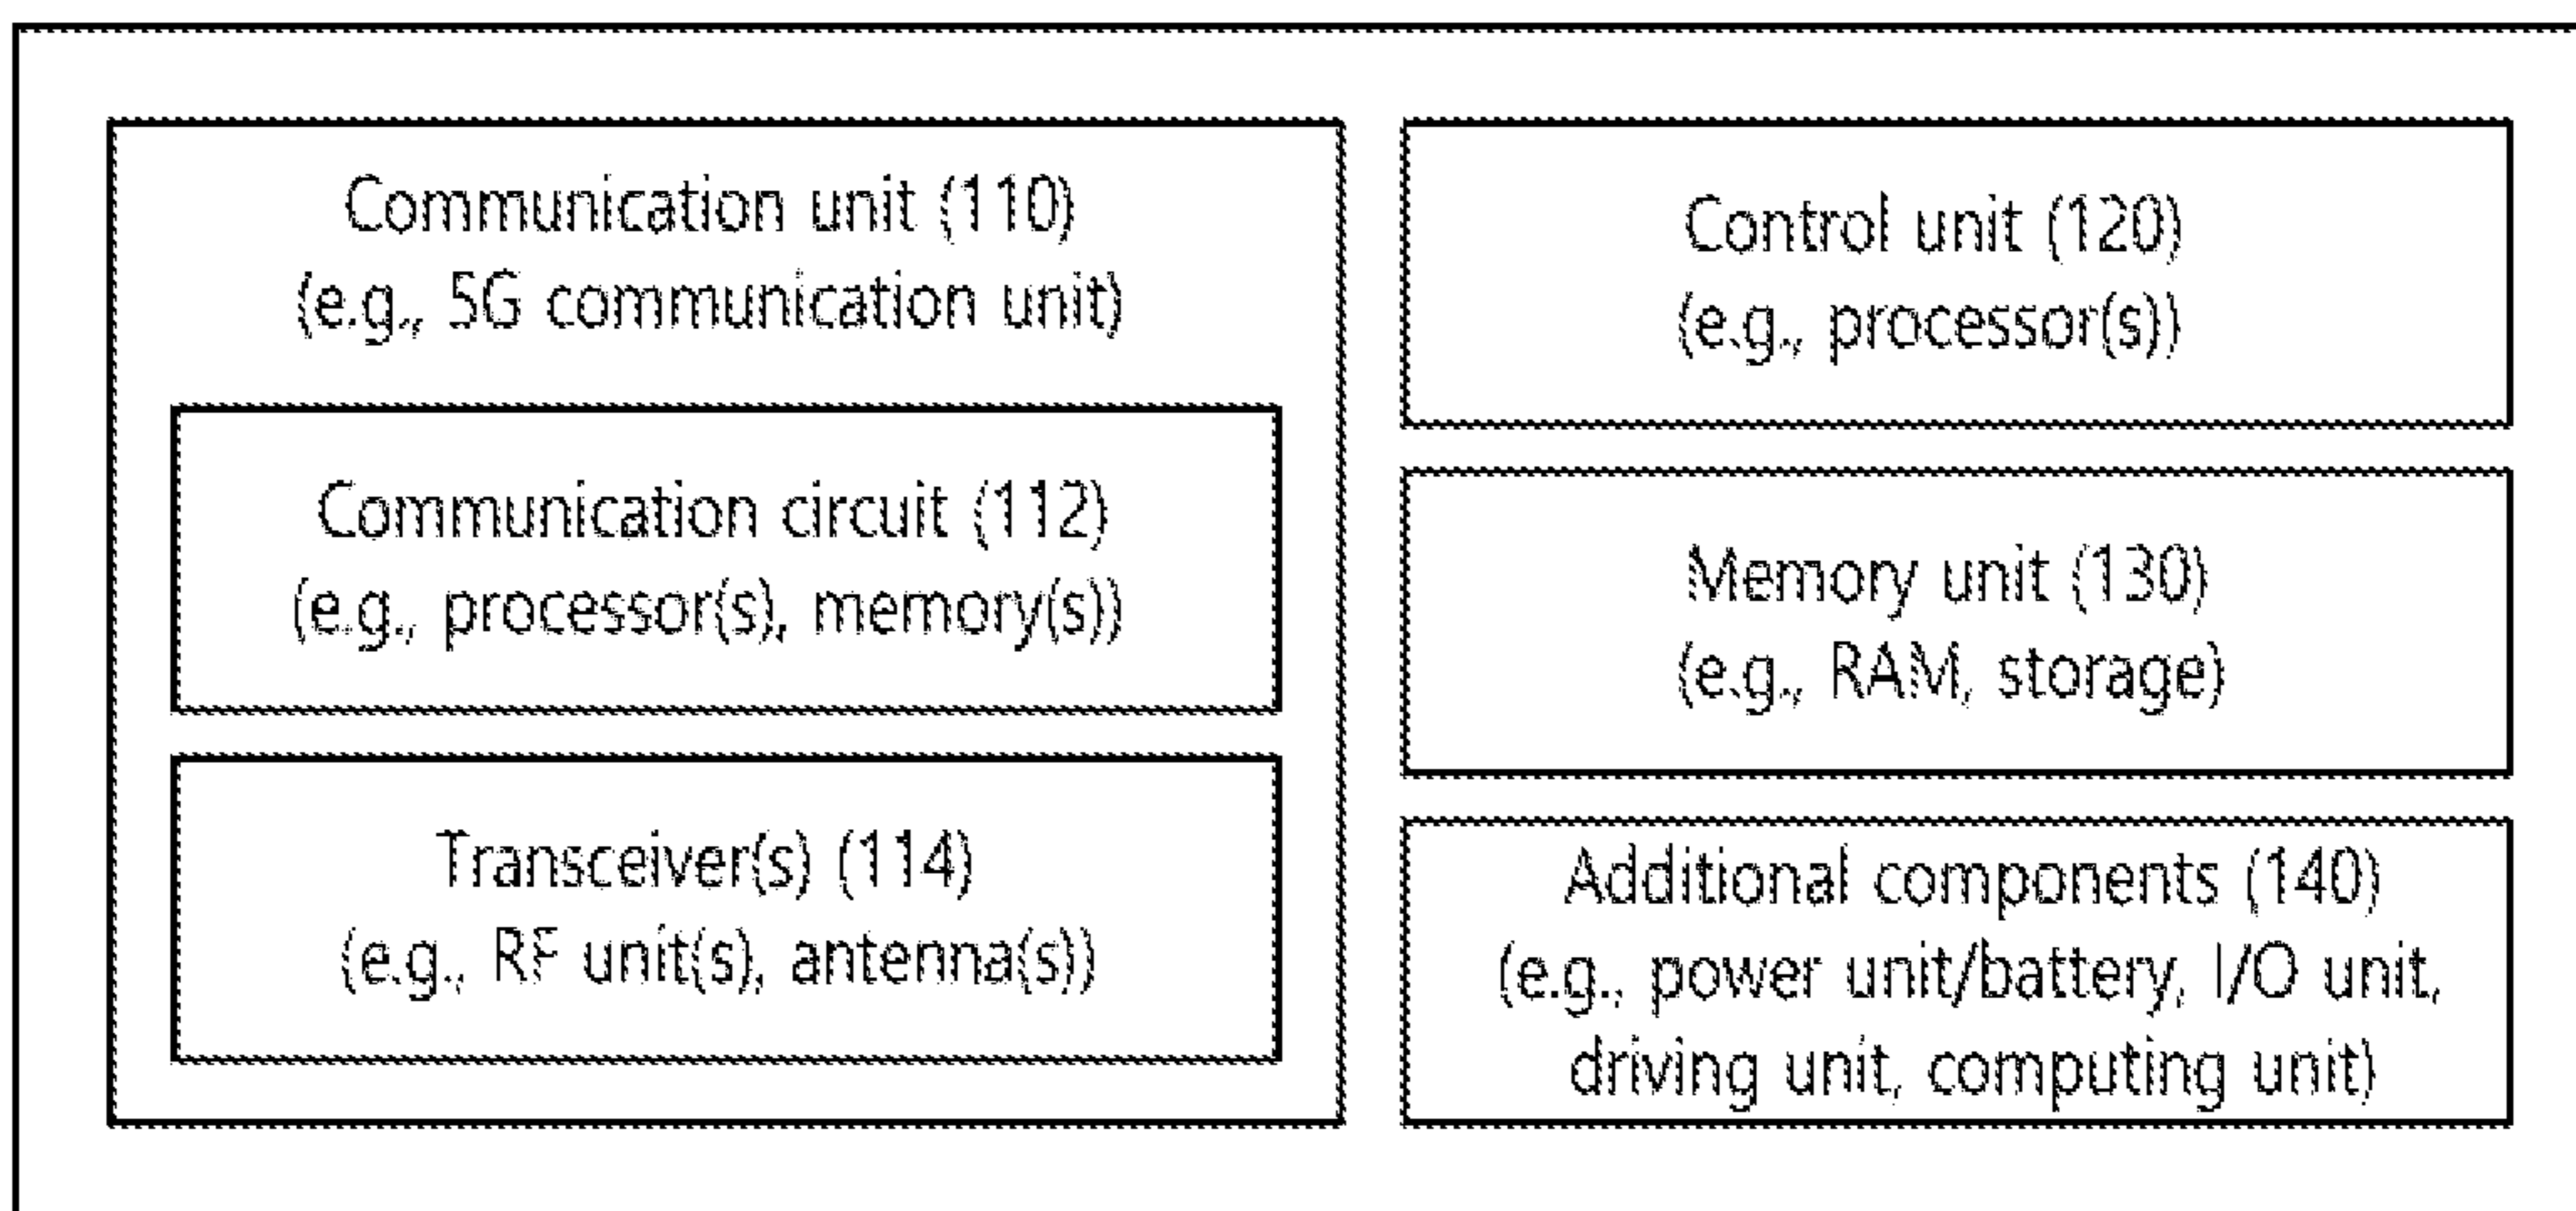 Communication unit (110)
(e.g., 5G communication unit)
Communication circuit (112)
(e.g., processor(s), memory(s))
Transceiver(s) (114)
(e.g., RF unit(s), antenna(s))
Control unit (120)
(e.g., processor(s))
Memory unit (130)
(e.g., RAM, storage)
Additional components (140)
(e.g., power unit/battery, I/O unit,
driving unit, computing unit)